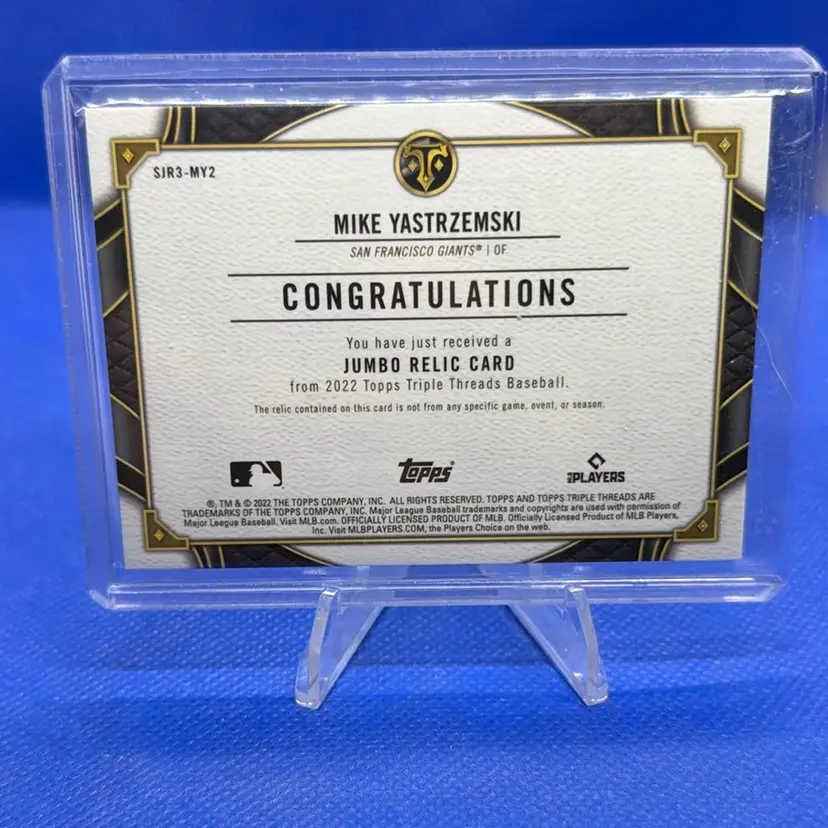 SJR3-MY2
MIKE YASTRZEMSKI
SAN FRANCISCO GIANTS® | OF
CONGRATULATIONS
You have just received a
JUMBO RELIC CARD
from 2022 Topps Triple Threads Baseball.
The relic contained on this card is not from any specific game, event, or season.
topps®
MLB PLAYERS
®, TM & © 2022 THE TOPPS COMPANY, INC. ALL RIGHTS RESERVED. TOPPS AND TOPPS TRIPLE THREADS ARE
TRADEMARKS OF THE TOPPS COMPANY, INC. Major League Baseball trademarks and copyrights are used with permission of
Major League Baseball. Visit MLB.com. OFFICIALLY LICENSED PRODUCT OF MLB. Officially Licensed Product of MLB Players,
Inc. Visit MLBPLAYERS.COM, the Players Choice on the web.